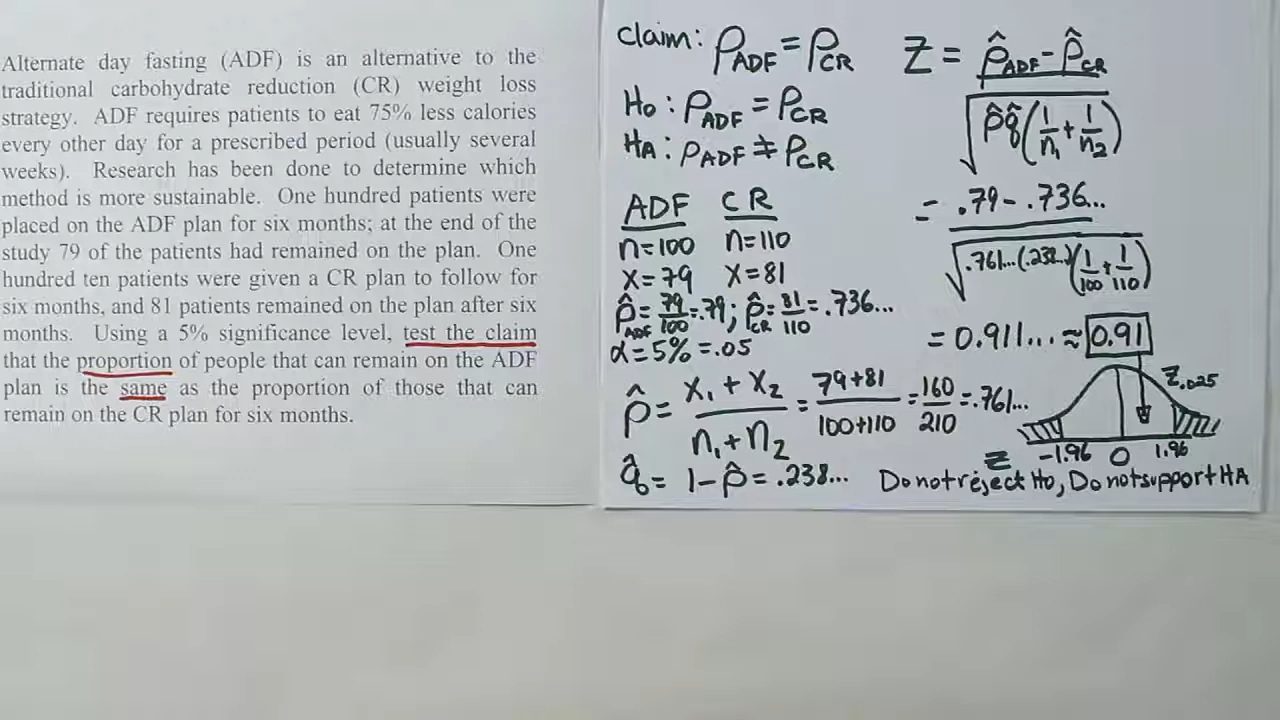 Alternate day fasting (ADF) is an alternative to the
traditional carbohydrate reduction (CR) weight loss
strategy. ADF requires patients to eat 75% less calories
every other day for a prescribed period (usually several
weeks). Research has been done to determine which
method is more sustainable. One hundred patients were
placed on the ADF plan for six months; at the end of the
study 79 of the patients had remained on the plan. One
hundred ten patients were given a CR plan to follow for
six months, and 81 patients remained on the plan after six
months. Using a 5% significance level, test the claim
that the proportion of people that can remain on the ADF
plan is the same as the proportion of those that can
remain on the CR plan for six months.
claim: P_ADF = P_CR
H₀: P_ADF = P_CR
HA: P_ADF ≠ P_CR
ADF CR
n=100 n=110
x=79 x=81
p̂_ADF = 79/100 = .79; p̂_CR = 81/110 = .736...
α=5%=.05
p̂ = (x₁ + x₂)/(n₁ + n₂) = (79+81)/(100+110) = 160/210 = .761...
q̂ = 1 - p̂ = .238...
Z = (p̂_ADF - p̂_CR)/√(p̂q̂(1/n₁ + 1/n₂))
= (.79 - .736...)/√(.761...(.238...)(1/100 + 1/110))
= 0.911... ≈ 0.91
Z.025
Z -1.96 0 1.96
Do not reject H₀, Do not support HA